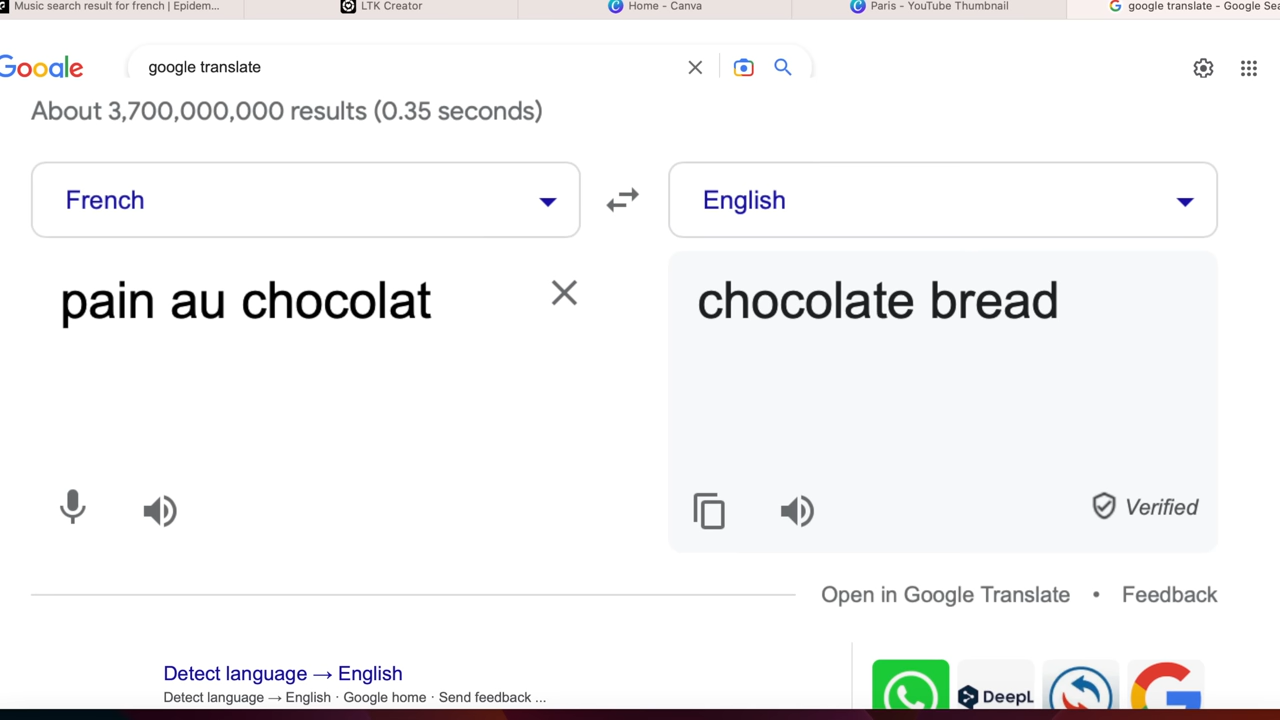 Music search result for french | Epidem...
LTK Creator
Home - Canva
Paris - YouTube Thumbnail
google translate - Google Sea
Google
google translate
About 3,700,000,000 results (0.35 seconds)
French
English
pain au chocolat
chocolate bread
Verified
Open in Google Translate • Feedback
Detect language → English
Detect language → English · Google home · Send feedback ...
DeepL
G